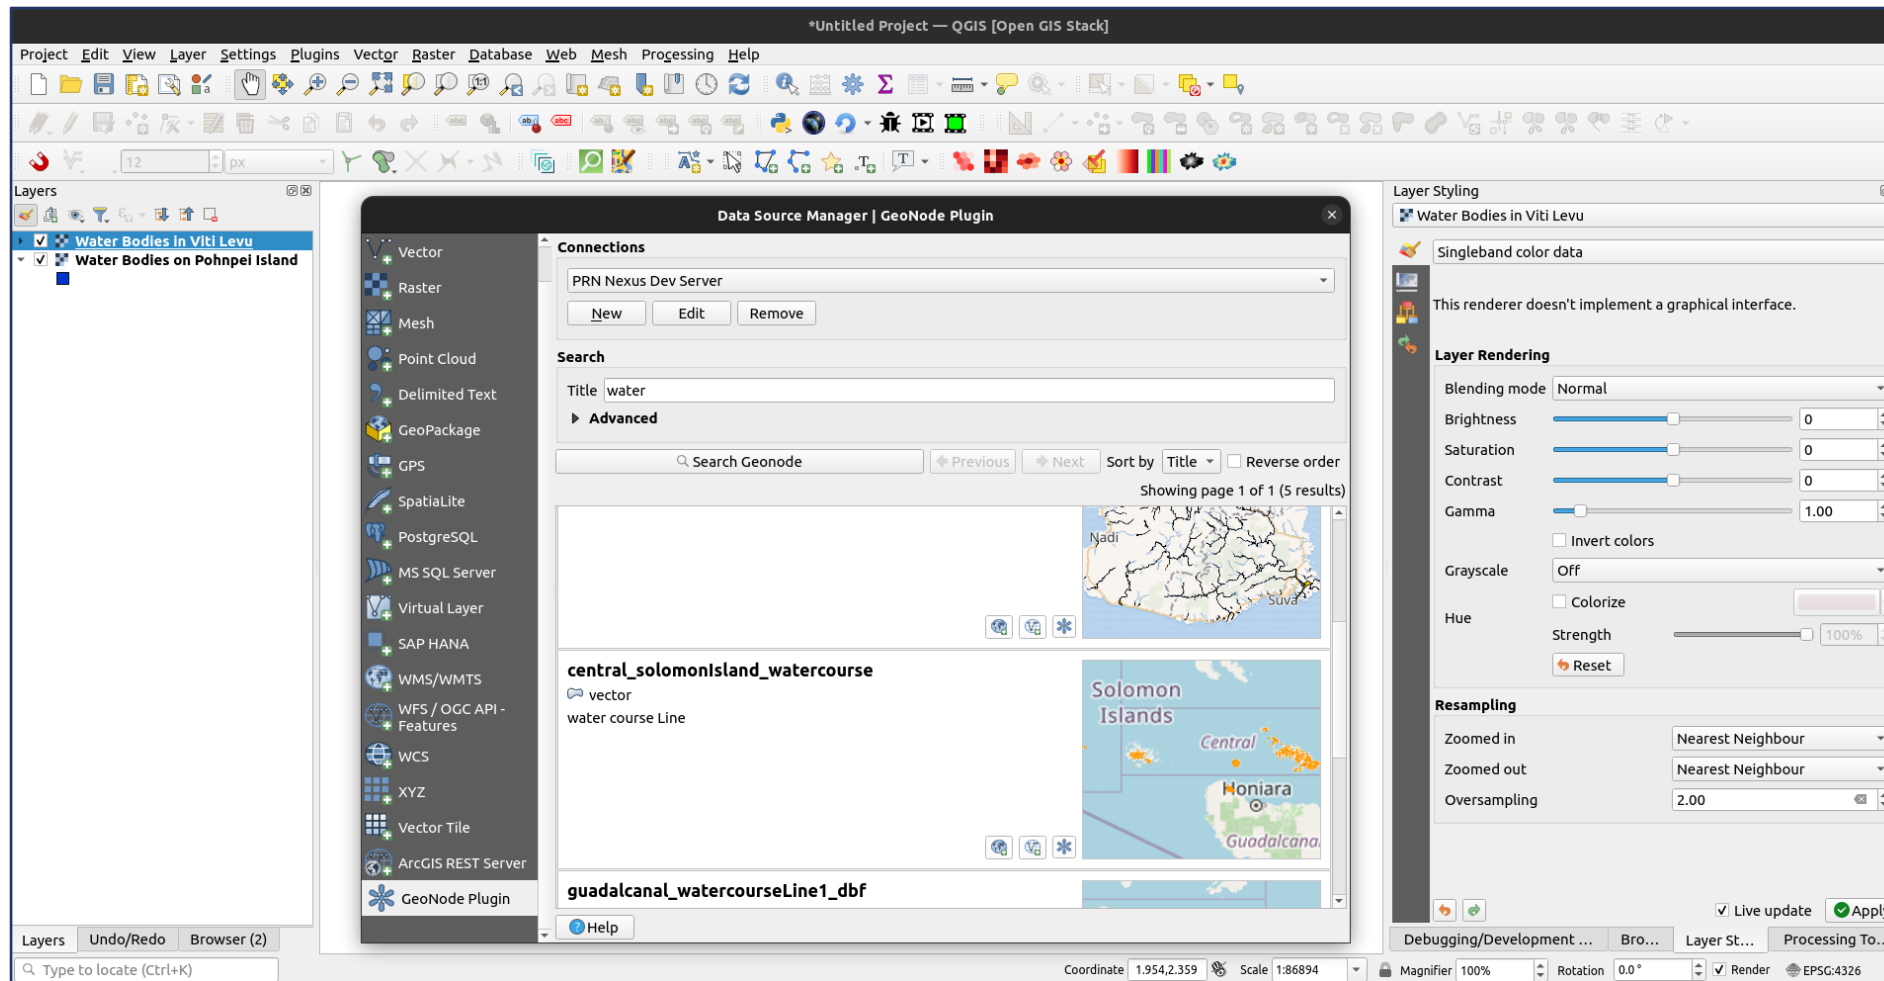 *Untitled Project — QGIS [Open GIS Stack]
Project Edit View Layer Settings Plugins Vector Raster Database Web Mesh Processing Help
12 px
Layers
Water Bodies in Viti Levu
Water Bodies on Pohnpei Island
Layers Undo/Redo Browser (2)
Type to locate (Ctrl+K)
Data Source Manager | GeoNode Plugin
Vector
Raster
Mesh
Point Cloud
Delimited Text
GeoPackage
GPS
SpatiaLite
PostgreSQL
MS SQL Server
Virtual Layer
SAP HANA
WMS/WMTS
WFS / OGC API -
Features
WCS
XYZ
Vector Tile
ArcGIS REST Server
GeoNode Plugin
Connections
PRN Nexus Dev Server
New Edit Remove
Search
Title water
Advanced
Search Geonode Previous Next Sort by Title Reverse order
Showing page 1 of 1 (5 results)
Nadi
Suva
central_solomonIsland_watercourse
vector
water course Line
Solomon
Islands
Central
Honiara
Guadalcana
guadalcanal_watercourseLine1_dbf
Help
Layer Styling
Water Bodies in Viti Levu
Singleband color data
This renderer doesn't implement a graphical interface.
Layer Rendering
Blending mode Normal
Brightness 0
Saturation 0
Contrast 0
Gamma 1.00
Invert colors
Grayscale Off
Hue
Colorize
Strength 100%
Reset
Resampling
Zoomed in Nearest Neighbour
Zoomed out Nearest Neighbour
Oversampling 2.00
Live update Apply
Debugging/Development ... Bro... Layer St... Processing To...
Coordinate 1.954,2.359 Scale 1:86894 Magnifier 100% Rotation 0.0 ° Render EPSG:4326